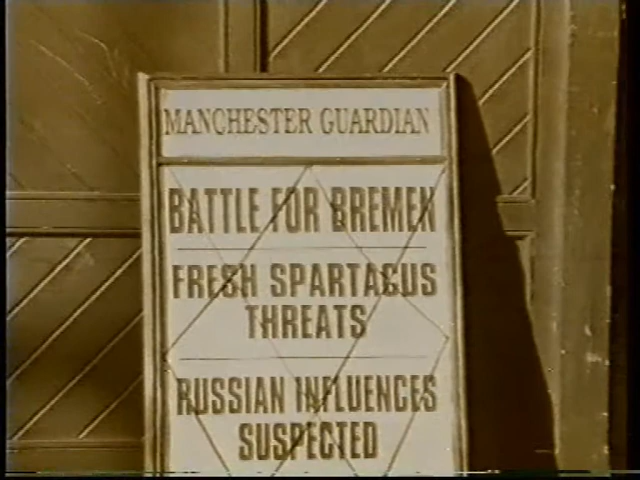 MANCHESTER GUARDIAN
BATTLE FOR BREMEN
FRESH SPARTACUS
THREATS
RUSSIAN INFLUENCES
SUSPECTED